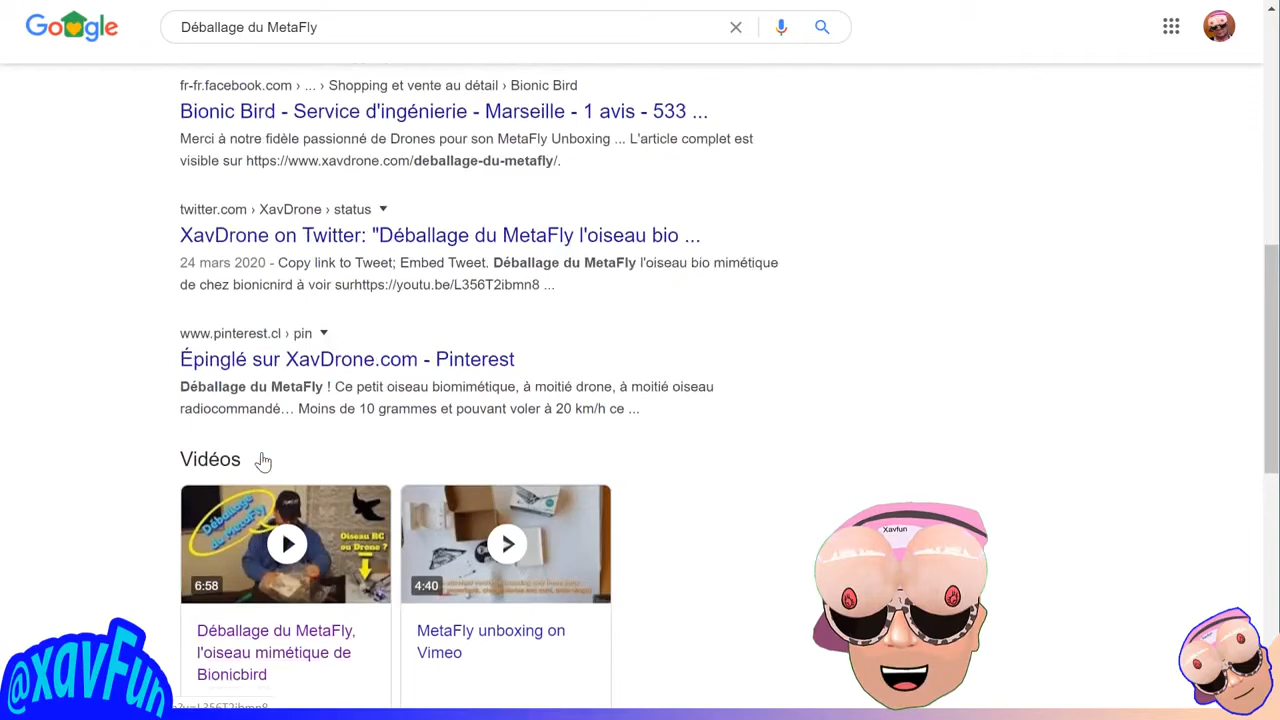 Google
Déballage du MetaFly
fr-fr.facebook.com › ... › Shopping et vente au détail › Bionic Bird
Bionic Bird - Service d'ingénierie - Marseille - 1 avis - 533 ...
Merci à notre fidèle passionné de Drones pour son MetaFly Unboxing ... L'article complet est
visible sur https://www.xavdrone.com/deballage-du-metafly/.
twitter.com › XavDrone › status
XavDrone on Twitter: "Déballage du MetaFly l'oiseau bio ...
24 mars 2020 - Copy link to Tweet; Embed Tweet. Déballage du MetaFly l'oiseau bio mimétique
de chez bionicnird à voir surhttps://youtu.be/L356T2ibmn8 ...
www.pinterest.cl › pin
Épinglé sur XavDrone.com - Pinterest
Déballage du MetaFly ! Ce petit oiseau biomimétique, à moitié drone, à moitié oiseau
radiocommandé… Moins de 10 grammes et pouvant voler à 20 km/h ce ...
Vidéos
Déballage
du MetaFly
Oiseau RC
ou Drone ?
6:58
4:40
Déballage du MetaFly,
l'oiseau mimétique de
Bionicbird
MetaFly unboxing on
Vimeo
Xavfun
@xavFun